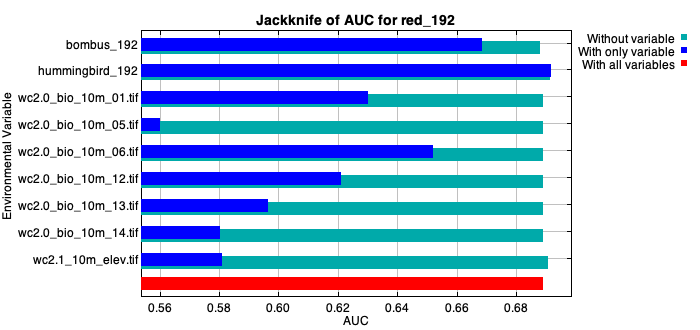 Jackknife of AUC for red_192
Without variable
With only variable
With all variables
Environmental Variable
bombus_192
hummingbird_192
wc2.0_bio_10m_01.tif
wc2.0_bio_10m_05.tif
wc2.0_bio_10m_06.tif
wc2.0_bio_10m_12.tif
wc2.0_bio_10m_13.tif
wc2.0_bio_10m_14.tif
wc2.1_10m_elev.tif
0.56 0.58 0.60 0.62 0.64 0.66 0.68
AUC